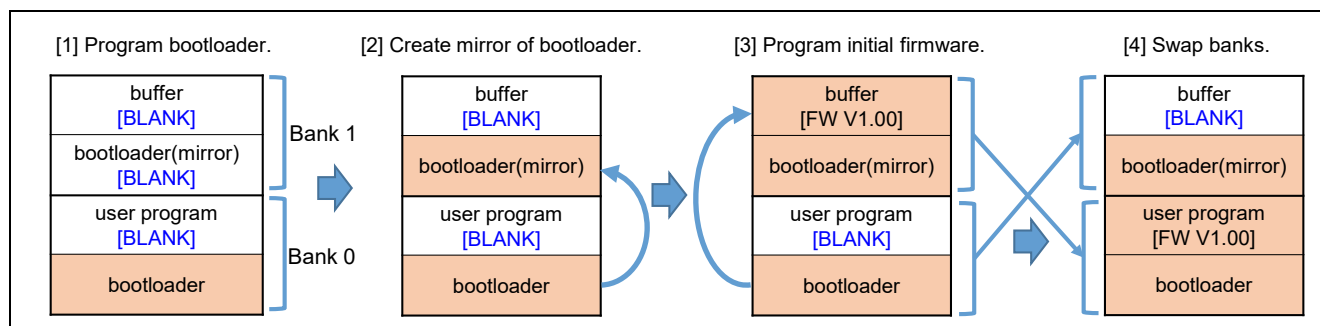 [1] Program bootloader.
buffer
[BLANK]
bootloader(mirror)
[BLANK]
user program
[BLANK]
bootloader
Bank 1
Bank 0
[2] Create mirror of bootloader.
buffer
[BLANK]
bootloader(mirror)
user program
[BLANK]
bootloader
[3] Program initial firmware.
buffer
[FW V1.00]
bootloader(mirror)
user program
[BLANK]
bootloader
[4] Swap banks.
buffer
[BLANK]
bootloader(mirror)
user program
[FW V1.00]
bootloader